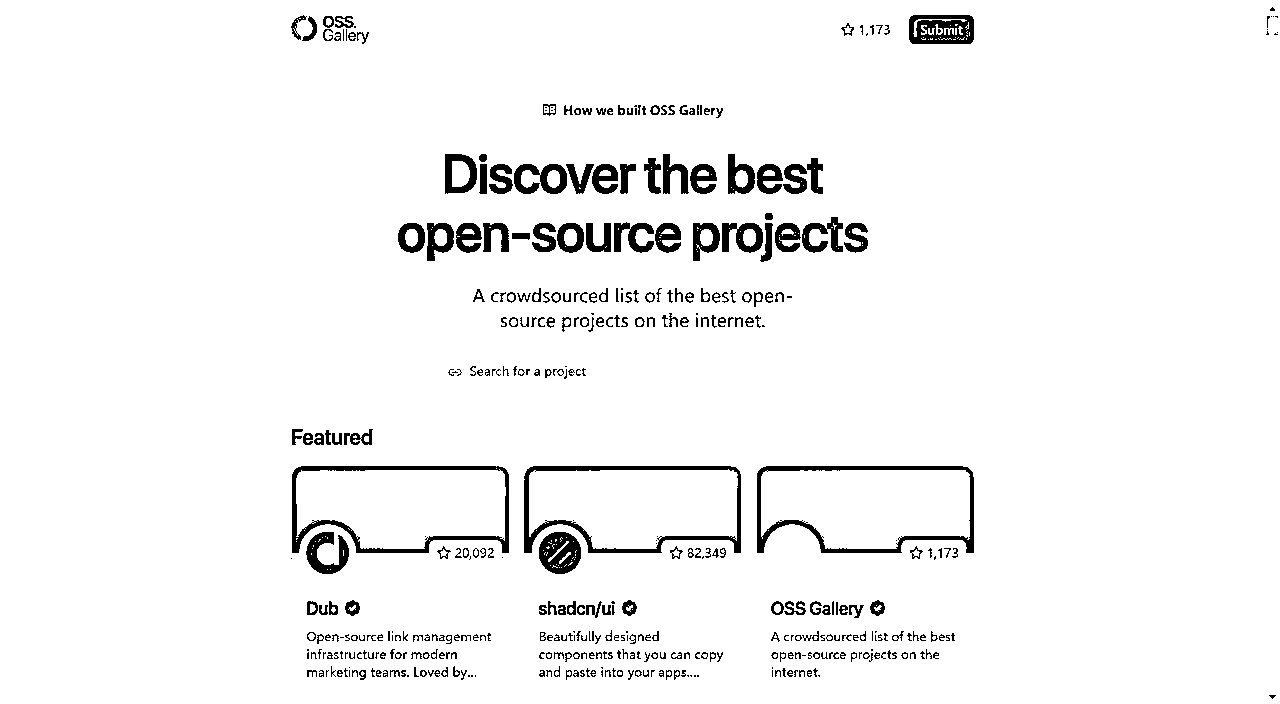 OSS.
Gallery
1,173
Submit
How we built OSS Gallery
Discover the best
open-source projects
A crowdsourced list of the best open-
source projects on the internet.
Search for a project
Featured
20,092
82,349
1,173
Dub
shadcn/ui
OSS Gallery
Open-source link management
infrastructure for modern
marketing teams. Loved by...
Beautifully designed
components that you can copy
and paste into your apps....
A crowdsourced list of the best
open-source projects on the
internet.